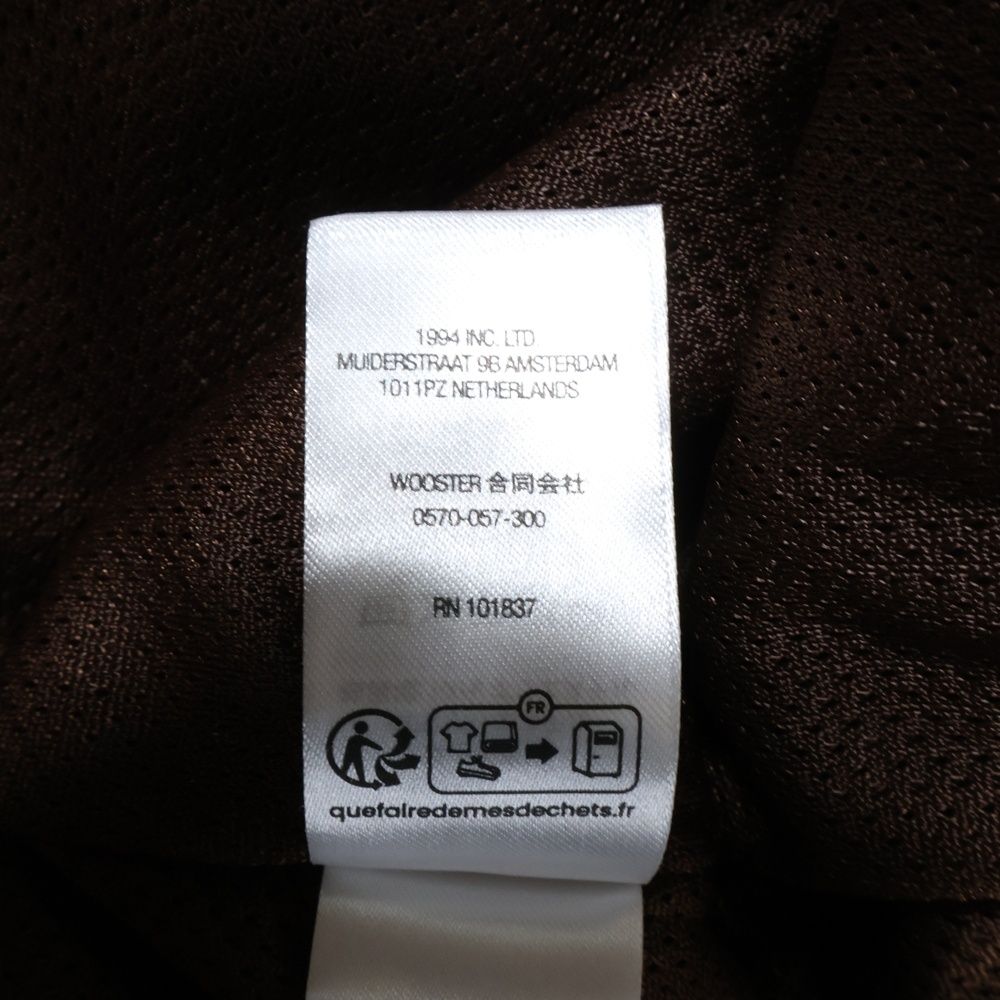 1994 INC. LTD
MUIDERSTRAAT 9B AMSTERDAM
1011PZ NETHERLANDS
WOOSTER 合同会社
0570-057-300
RN 101837
FR
quefairedemesdechets.fr